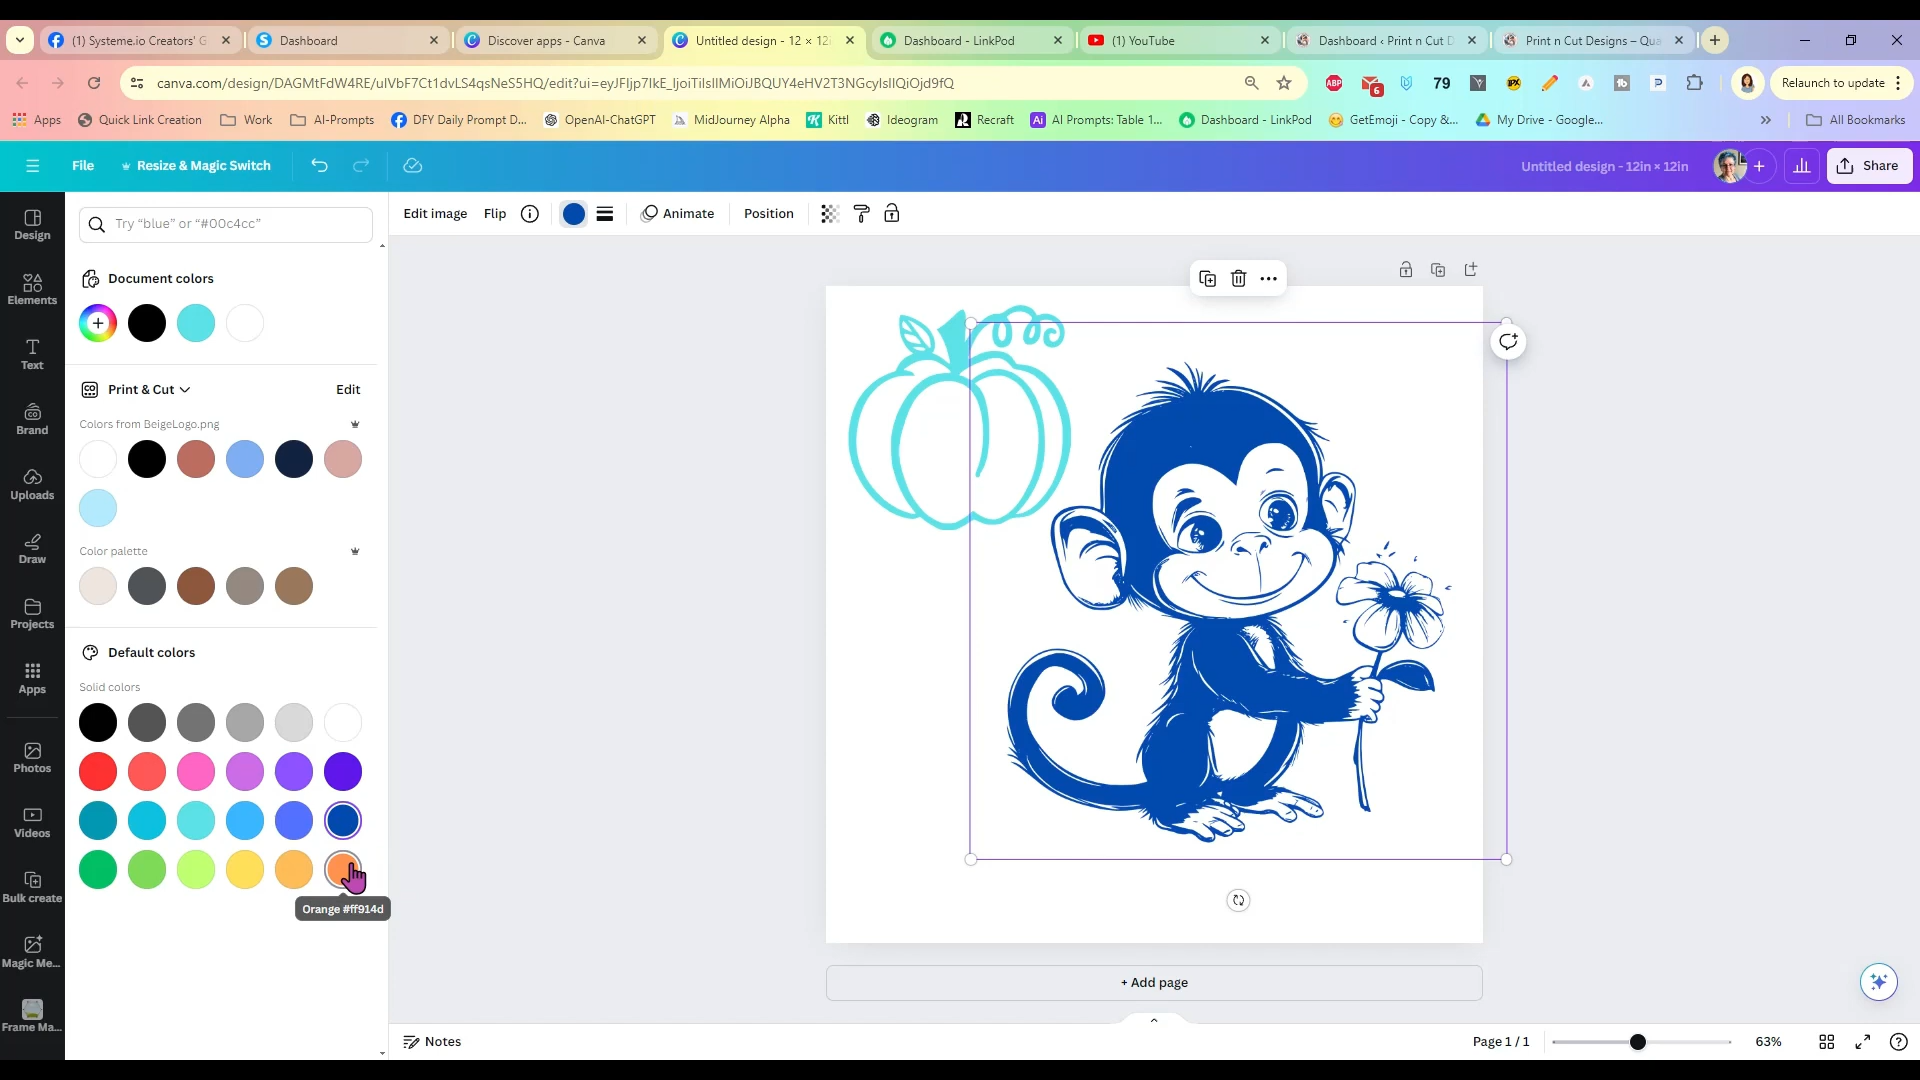 (1) Systeme.io Creators' G
Dashboard
Discover apps - Canva
Untitled design - 12 × 12i
Dashboard - LinkPod
(1) YouTube
Dashboard ‹ Print n Cut D
Print n Cut Designs – Qua
canva.com/design/DAGMtFdW4RE/ulVbF7Ct1dvLS4qsNeS5HQ/edit?ui=eyJFIjp7IkE_IjoiTilsIlMiOiJBQUY4eHV2T3NGcyIsIlQiOjd9fQ
ABP
6
79
Relaunch to update
Apps
Quick Link Creation
Work
AI-Prompts
DFY Daily Prompt D...
OpenAI-ChatGPT
MidJourney Alpha
Kittl
Ideogram
Recraft
AI Prompts: Table 1...
Dashboard - LinkPod
GetEmoji - Copy &...
My Drive - Google...
All Bookmarks
File
Resize & Magic Switch
Untitled design - 12in × 12in
Share
Design
Elements
Text
Brand
Uploads
Draw
Projects
Apps
Photos
Videos
Bulk create
Magic Me...
Frame Ma...
Try “blue” or “#00c4cc”
Document colors
Print & Cut
Edit
Colors from BeigeLogo.png
Color palette
Default colors
Solid colors
Orange #ff914d
Edit image
Flip
Animate
Position
+ Add page
Notes
Page 1 / 1
63%